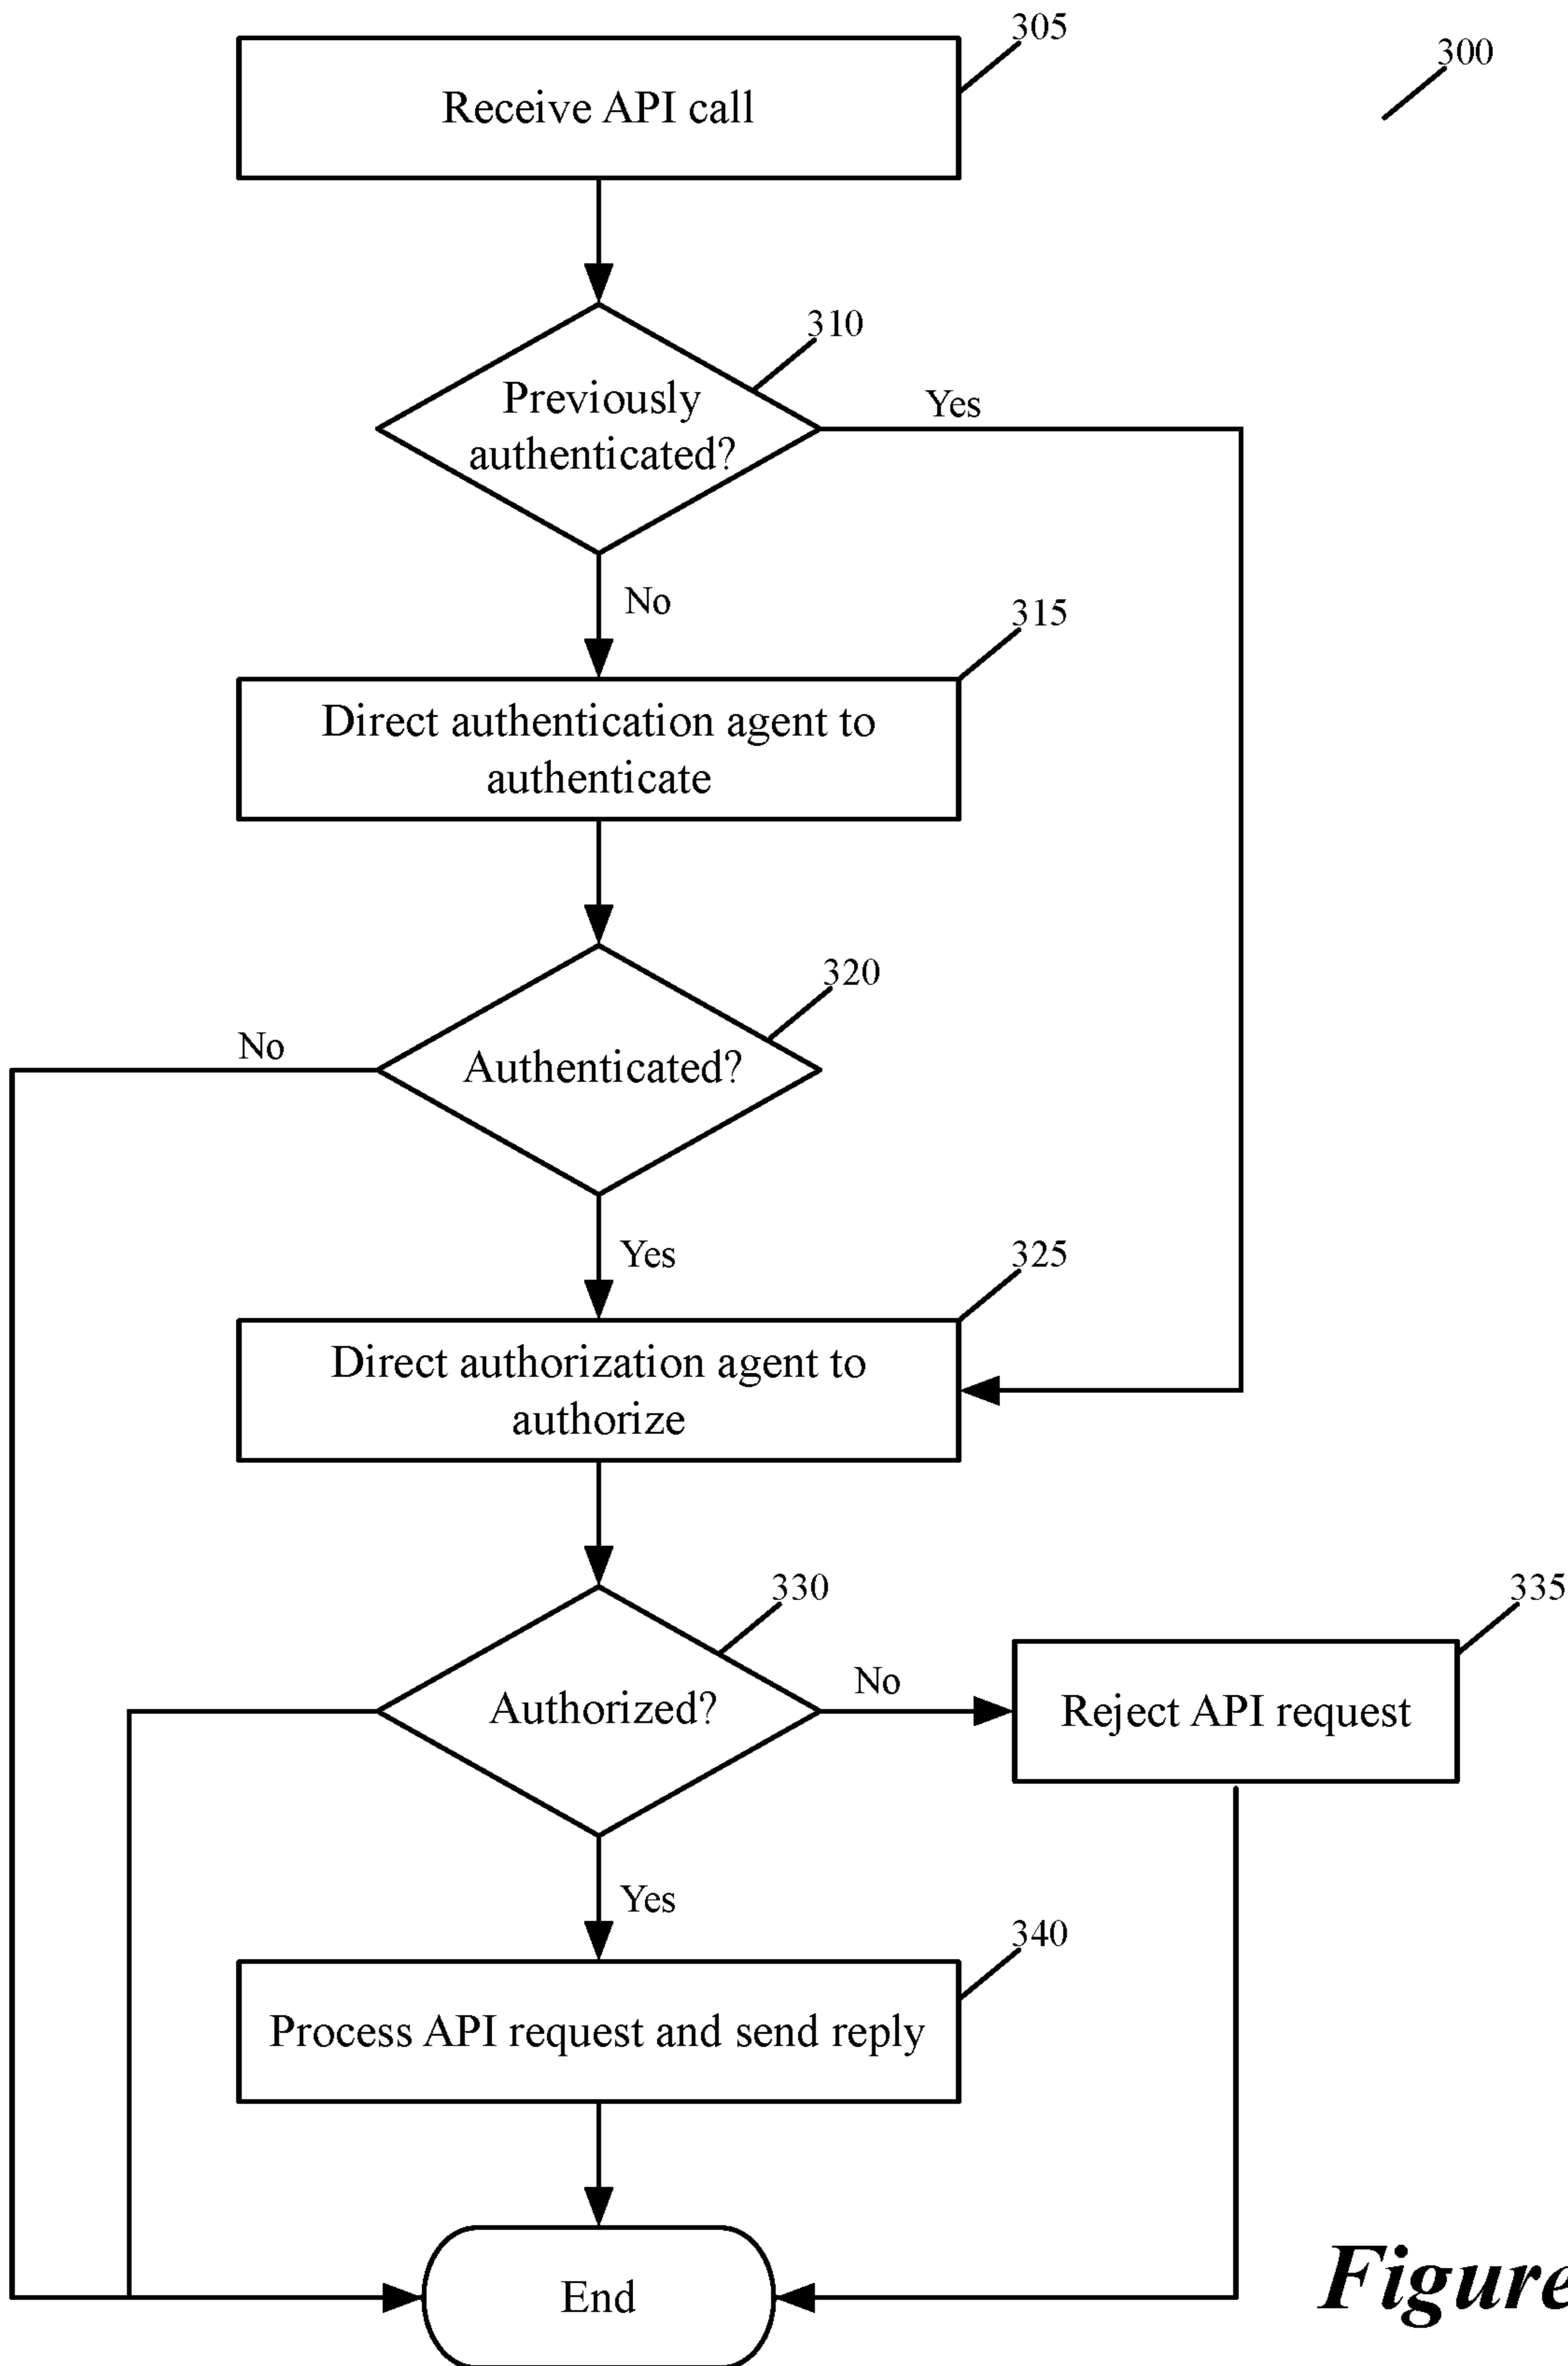 305
300
Receive API call
310
Previously
authenticated?
Yes
No
315
Direct authentication agent to
authenticate
320
No
Authenticated?
Yes
325
Direct authorization agent to
authorize
330
335
Authorized?
No
Reject API request
Yes
340
Process API request and send reply
End
Figure